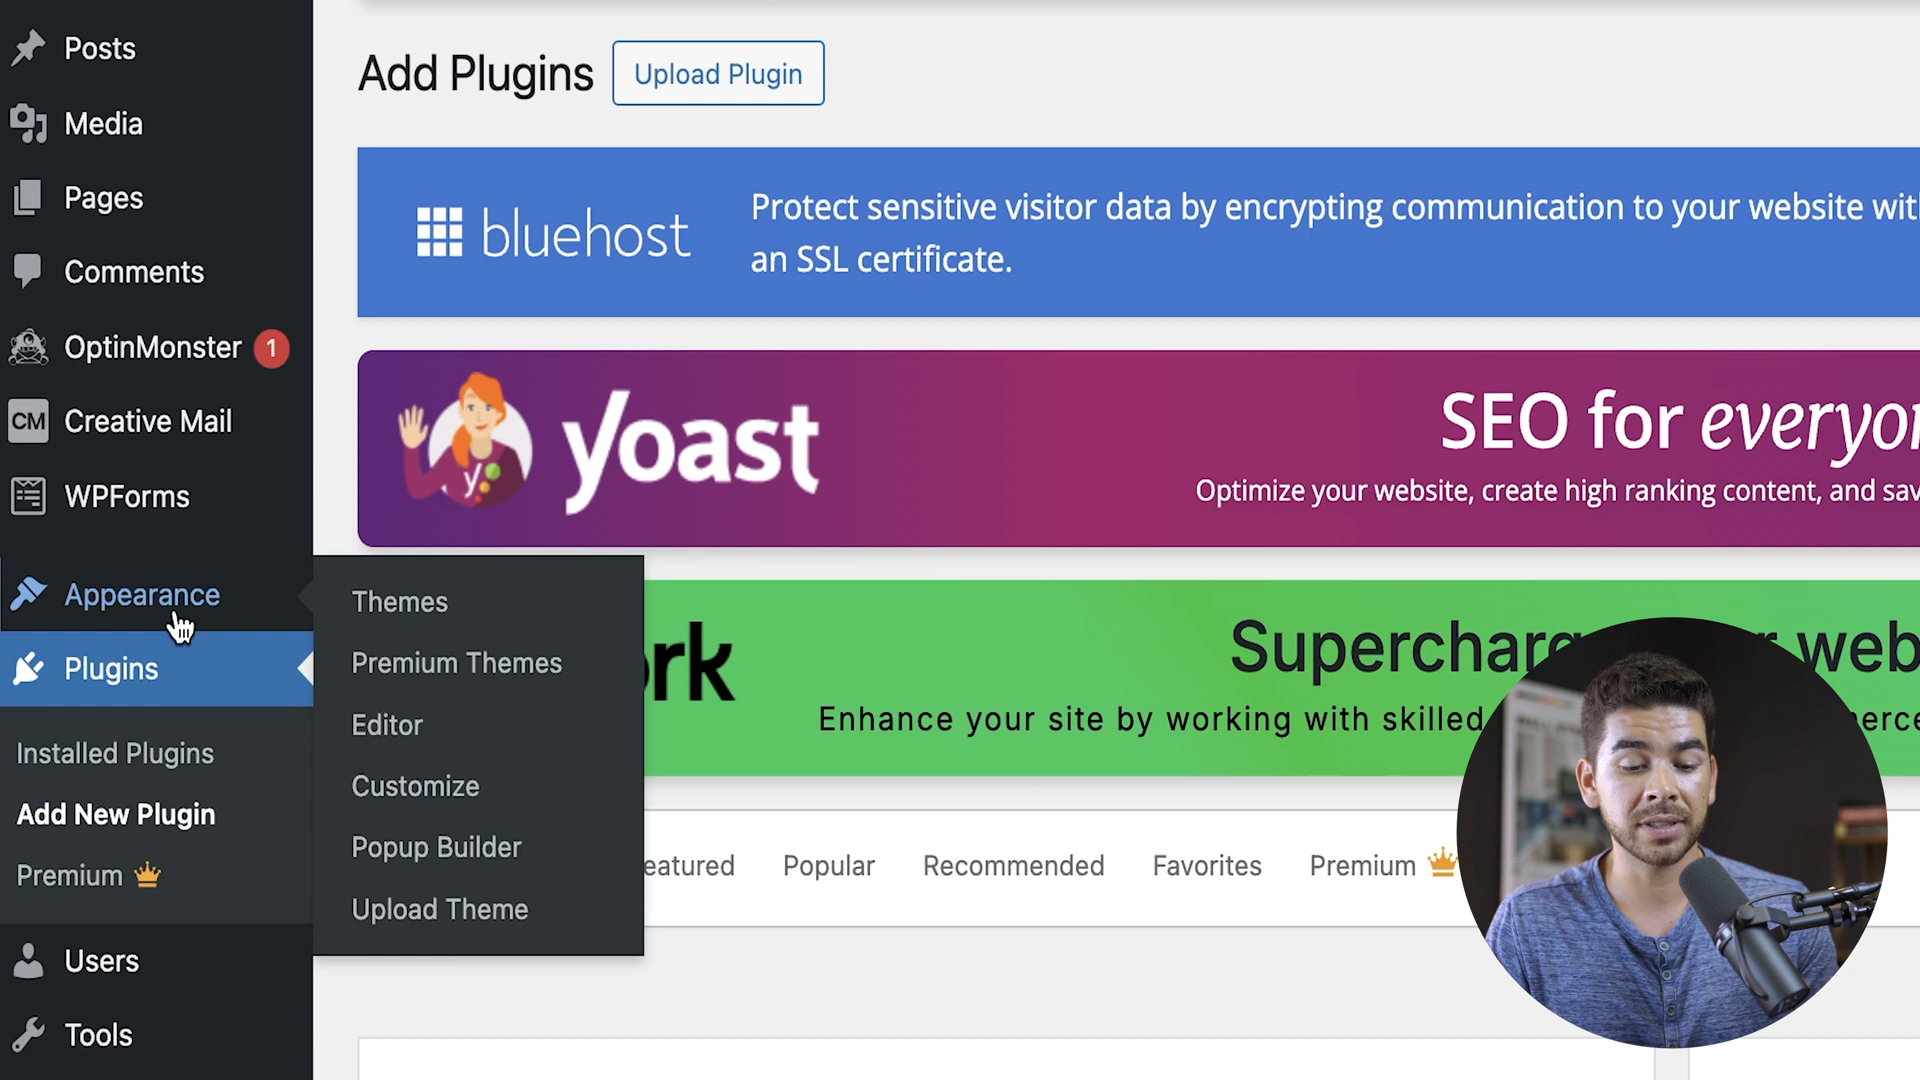 Posts
Media
Pages
Comments
OptinMonster 1
CM Creative Mail
WPForms
Appearance
Plugins
Installed Plugins
Add New Plugin
Premium
Users
Tools
Themes
Premium Themes
Editor
Customize
Popup Builder
Upload Theme
Add Plugins
Upload Plugin
bluehost
Protect sensitive visitor data by encrypting communication to your website with
an SSL certificate.
yoast
y
SEO for everyo
Optimize your website, create high ranking content, and sav
ork
Supercharg r web
Enhance your site by working with skilled erce
eatured Popular Recommended Favorites Premium